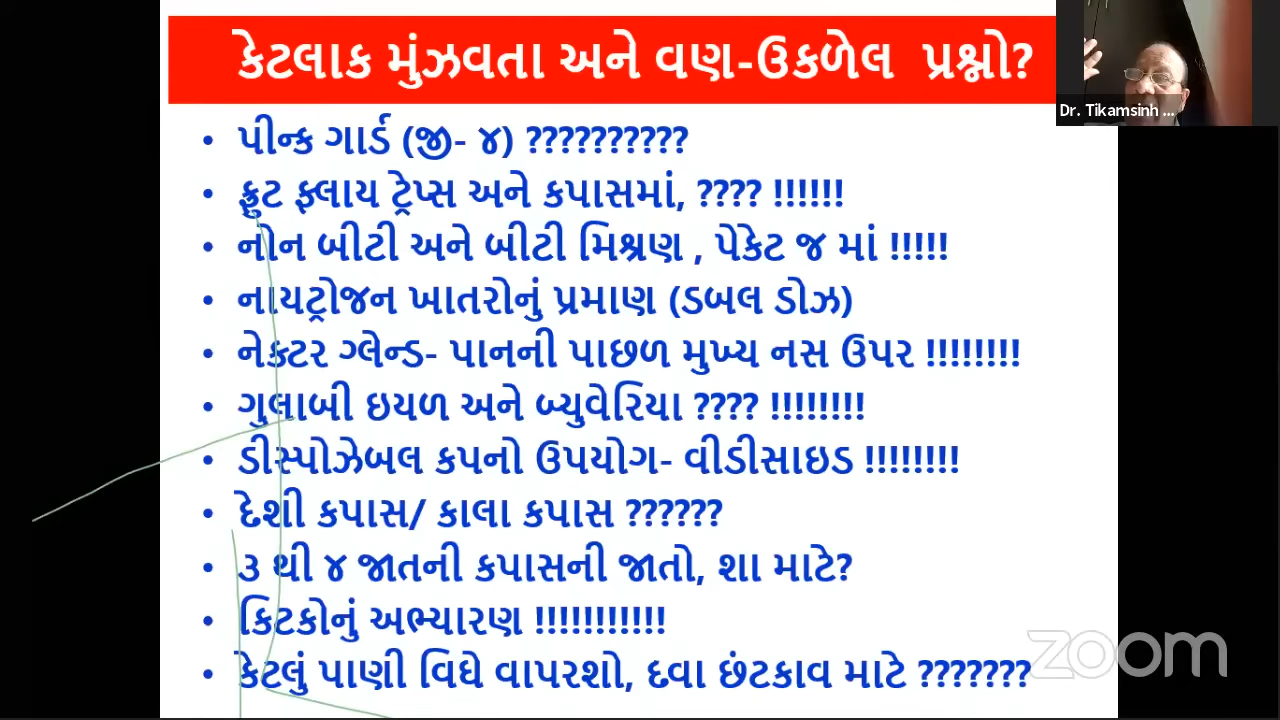 કેટલાક મુંઝવતા અને વણ-ઉકળેલ પ્રશ્નો?
Dr. Tikamsinh ...
• પીન્ક ગાર્ડ (જી- ૪) ??????????
• ફ્રુટ ફ્લાય ટ્રેપ્સ અને કપાસમાં, ???? !!!!!!
• નોન બીટી અને બીટી મિશ્રણ , પેકેટ જ માં !!!!!
• નાયટ્રોજન ખાતરોનું પ્રમાણ (ડબલ ડોઝ)
• નેક્ટર ગ્લેન્ડ- પાનની પાછળ મુખ્ય નસ ઉપર !!!!!!!!
• ગુલાબી ઇયળ અને બ્યુવેરિયા ???? !!!!!!!!
• ડીસ્પોઝેબલ કપનો ઉપયોગ- વીડીસાઇડ !!!!!!!!
• દેશી કપાસ/ કાલા કપાસ ??????
• ૩ થી ૪ જાતની કપાસની જાતો, શા માટે?
• કિટકોનું અભ્યારણ !!!!!!!!!!!
• કેટલું પાણી વિઘે વાપરશો, દવા છંટકાવ માટે ???????
zoom